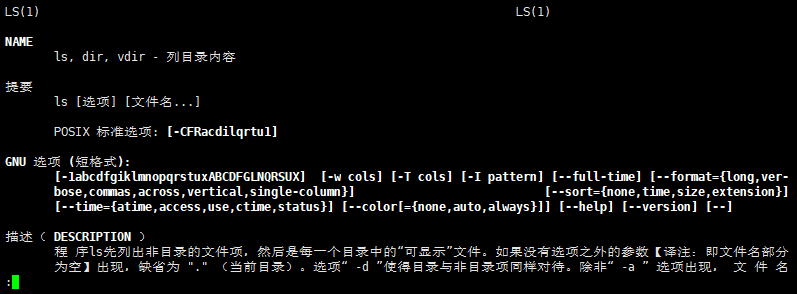 LS(1) LS(1)
NAME
ls, dir, vdir - 列目录内容
提要
ls [选项] [文件名...]
POSIX 标准选项: [-CFRacdilqrtu1]
GNU 选项 (短格式):
[-1abcdfgiklmnopqrstuxABCDFGLNQRSUX] [-w cols] [-T cols] [-I pattern] [--full-time] [--format={long,ver-
bose,commas,across,vertical,single-column}] [--sort={none,time,size,extension}]
[--time={atime,access,use,ctime,status}] [--color[={none,auto,always}]] [--help] [--version] [--]
描述（ DESCRIPTION ）
程 序ls先列出非目录的文件项，然后是每一个目录中的“可显示”文件。如果没有选项之外的参数【译注：即文件名部分
为空】出现，缺省为 "." （当前目录）。选项“ -d ”使得目录与非目录项同样对待。除非“ -a ” 选项出现， 文 件 名
: